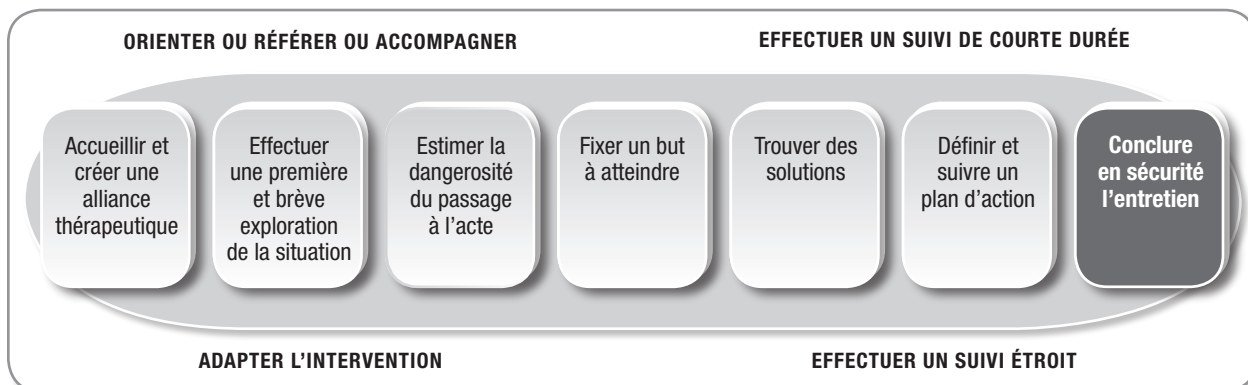 ORIENTER OU RÉFÉRER OU ACCOMPAGNER
EFFECTUER UN SUIVI DE COURTE DURÉE
Accueillir et
créer une
alliance
thérapeutique
Effectuer
une première
et brève
exploration
de la situation
Estimer la
dangerosité
du passage
à l’acte
Fixer un but
à atteindre
Trouver des
solutions
Définir et
suivre un
plan d’action
Conclure
en sécurité
l’entretien
ADAPTER L’INTERVENTION
EFFECTUER UN SUIVI ÉTROIT